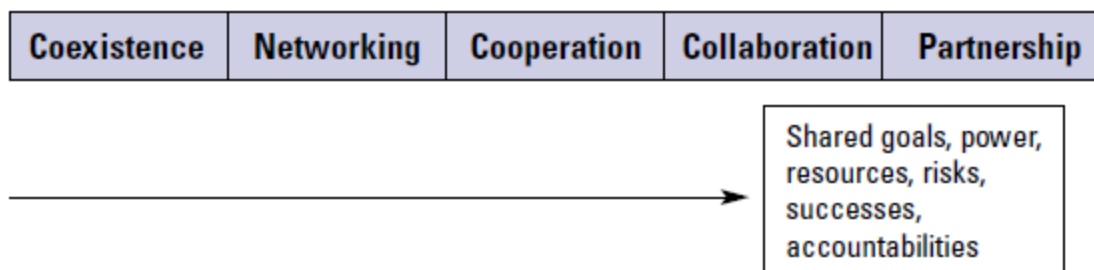 Coexistence Networking Cooperation Collaboration Partnership
Shared goals, power,
resources, risks,
successes,
accountabilities